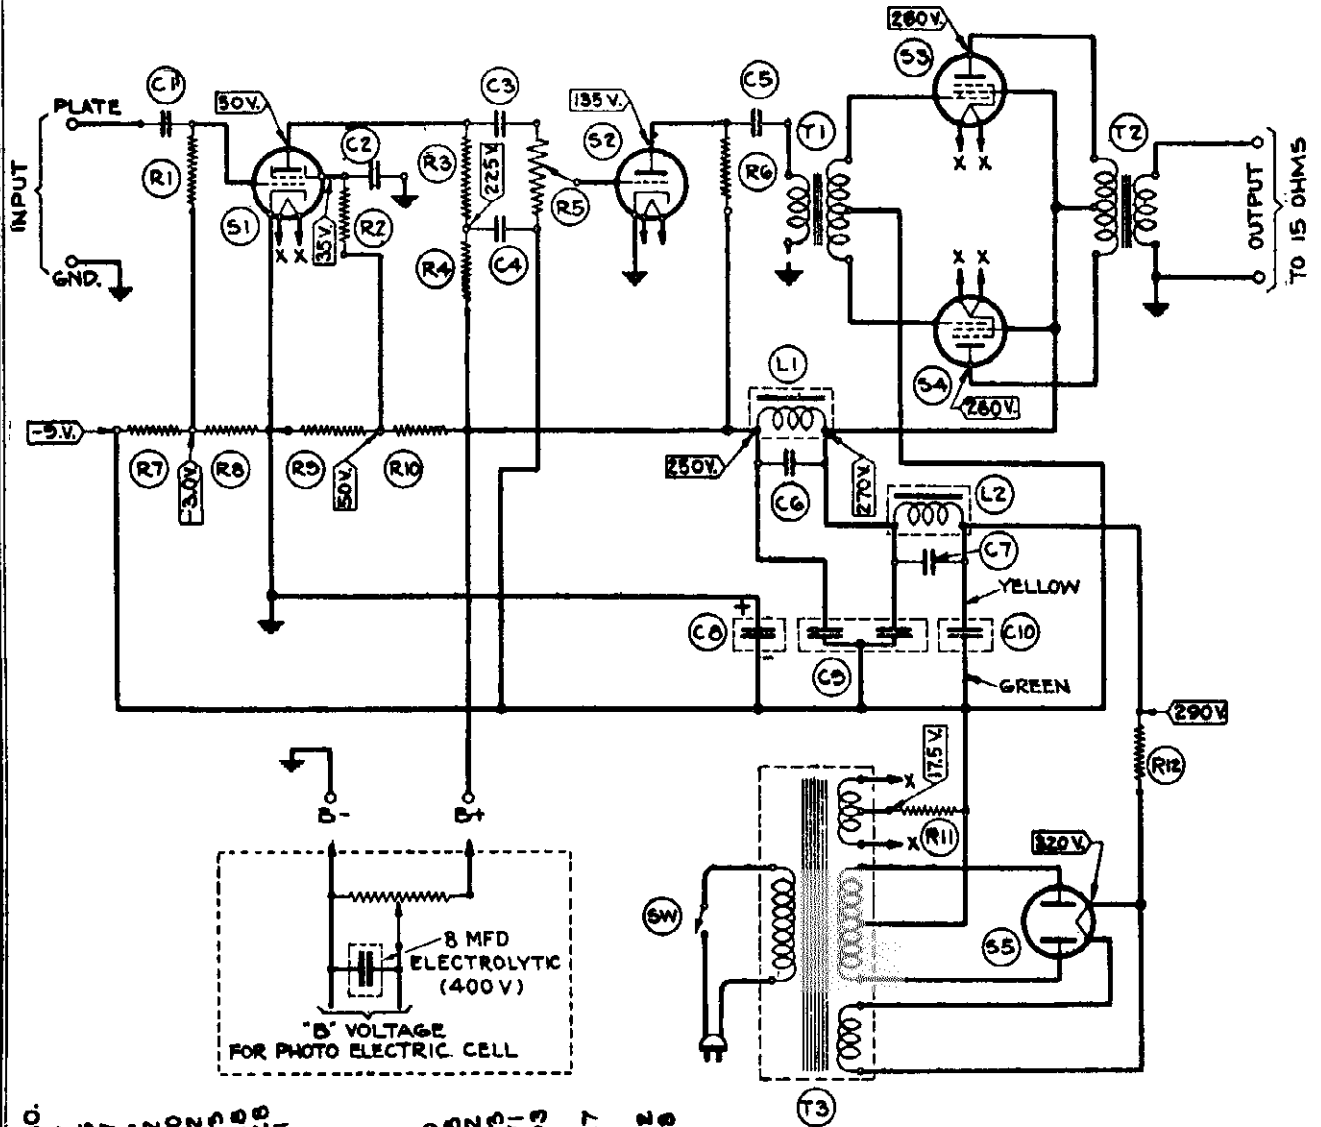 280V.
S3
C1
C3
C5
PLATE
50V.
135 V.
C2
S2
T1
T2
INPUT
R1
R3
225V.
R6
OUTPUT
TO 15 OHMS
S1
X X
35V.
R2
R5
X X
GND.
R4
C4
X X
L1
S4
280V.
-9.V.
R7
-3.0V.
R8
R9
50V.
R10
250V.
C6
270V.
L2
C7
YELLOW
+
C8
-
C9
C10
GREEN
290V.
17.5 V.
R12
X
B-
B+
X
R11
320V.
SW
S5
8 MFD
ELECTROLYTIC
(400 V)
"B" VOLTAGE
FOR PHOTO ELECTRIC CELL
T3